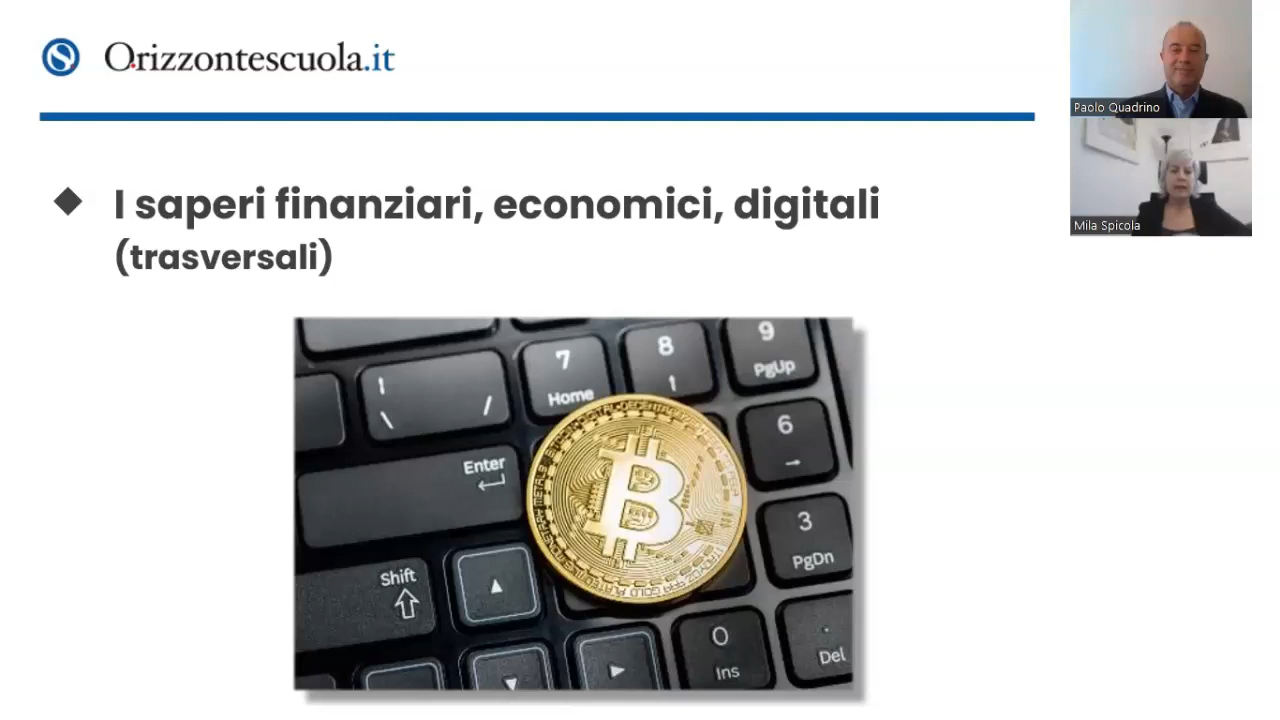 Orizzontescuola.it
Paolo Quadrino
Mila Spicola
I saperi finanziari, economici, digitali
(trasversali)
7
Home
8
↑
9
PgUp
|
\
/
6
→
Enter
3
PgDn
Shift
B
0
Ins
.
Del